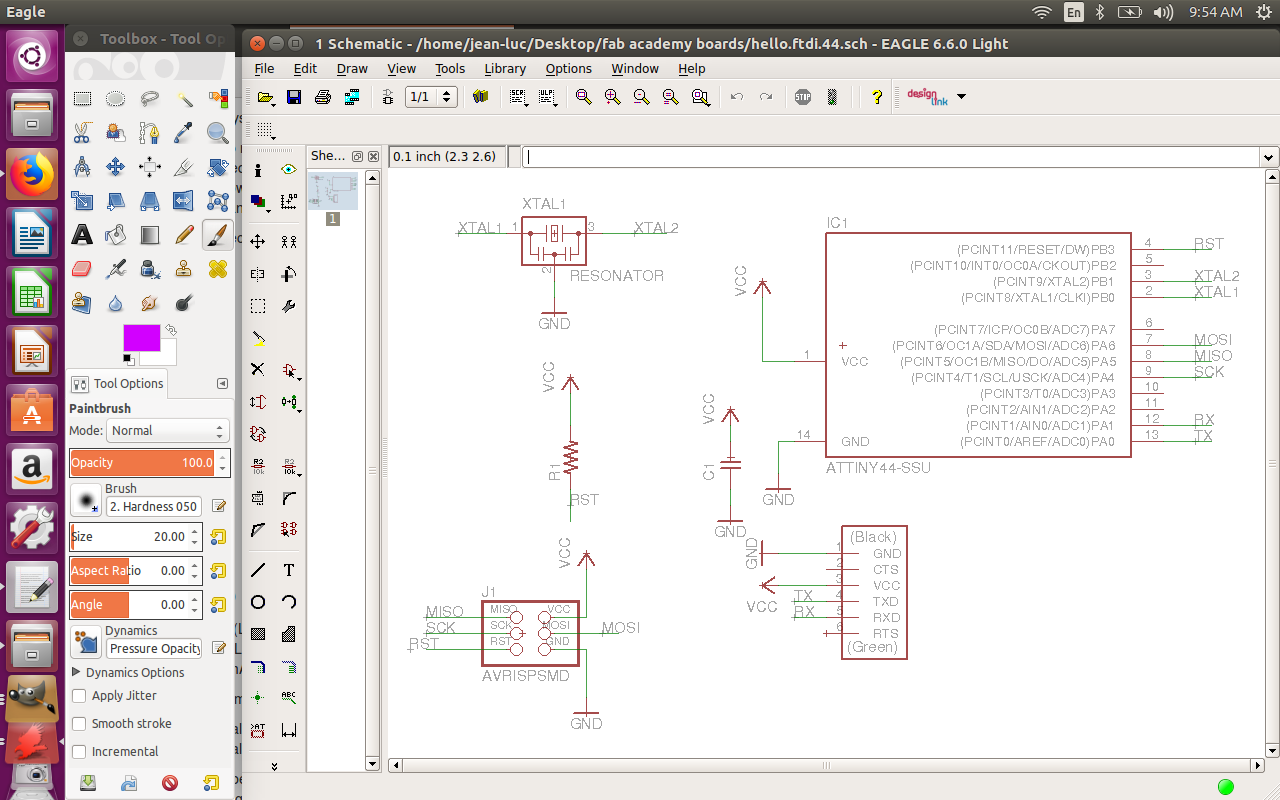 Eagle
En
9:54 AM
Toolbox - Tool Op
1 Schematic - /home/jean-luc/Desktop/fab academy boards/hello.ftdi.44.sch - EAGLE 6.6.0 Light
File Edit Draw View Tools Library Options Window Help
1/1
SCR
ULP
STOP
?
design link
She...
0.1 inch (2.3 2.6)
1
Tool Options
Paintbrush
Mode: Normal
Opacity 100.0
Brush
2. Hardness 050
Size 20.00
Aspect Ratio 0.00
Angle 0.00
Dynamics
Pressure Opacity
Dynamics Options
Apply Jitter
Smooth stroke
Incremental
R2 10k
R2 10k
T
ABC
>AT
XTAL1
XTAL1 1 3 XTAL2
2
RESONATOR
GND
VCC
R1
RST
VCC
J1
MISO MISO VCC
SCK SCK MOSI MOSI
RST RST GND
AVRISPSMD
GND
VCC
C1
GND
VCC
IC1
(PCINT11/RESET/DW)PB3 4 RST
(PCINT10/INT0/OC0A/CKOUT)PB2 5
(PCINT9/XTAL2)PB1 3 XTAL2
(PCINT8/XTAL1/CLKI)PB0 2 XTAL1
(PCINT7/ICP/OC0B/ADC7)PA7 6
(PCINT6/OC1A/SDA/MOSI/ADC6)PA6 7 MOSI
1 VCC (PCINT5/OC1B/MISO/DO/ADC5)PA5 8 MISO
(PCINT4/T1/SCL/USCK/ADC4)PA4 9 SCK
(PCINT3/T0/ADC3)PA3 10
(PCINT2/AIN1/ADC2)PA2 11
(PCINT1/AIN0/ADC1)PA1 12 RX
14 GND (PCINT0/AREF/ADC0)PA0 13 TX
ATTINY44-SSU
GND
(Black)
GND 1 GND
2 CTS
VCC 3 VCC
TX 4 TXD
RX 5 RXD
6 RTS
(Green)